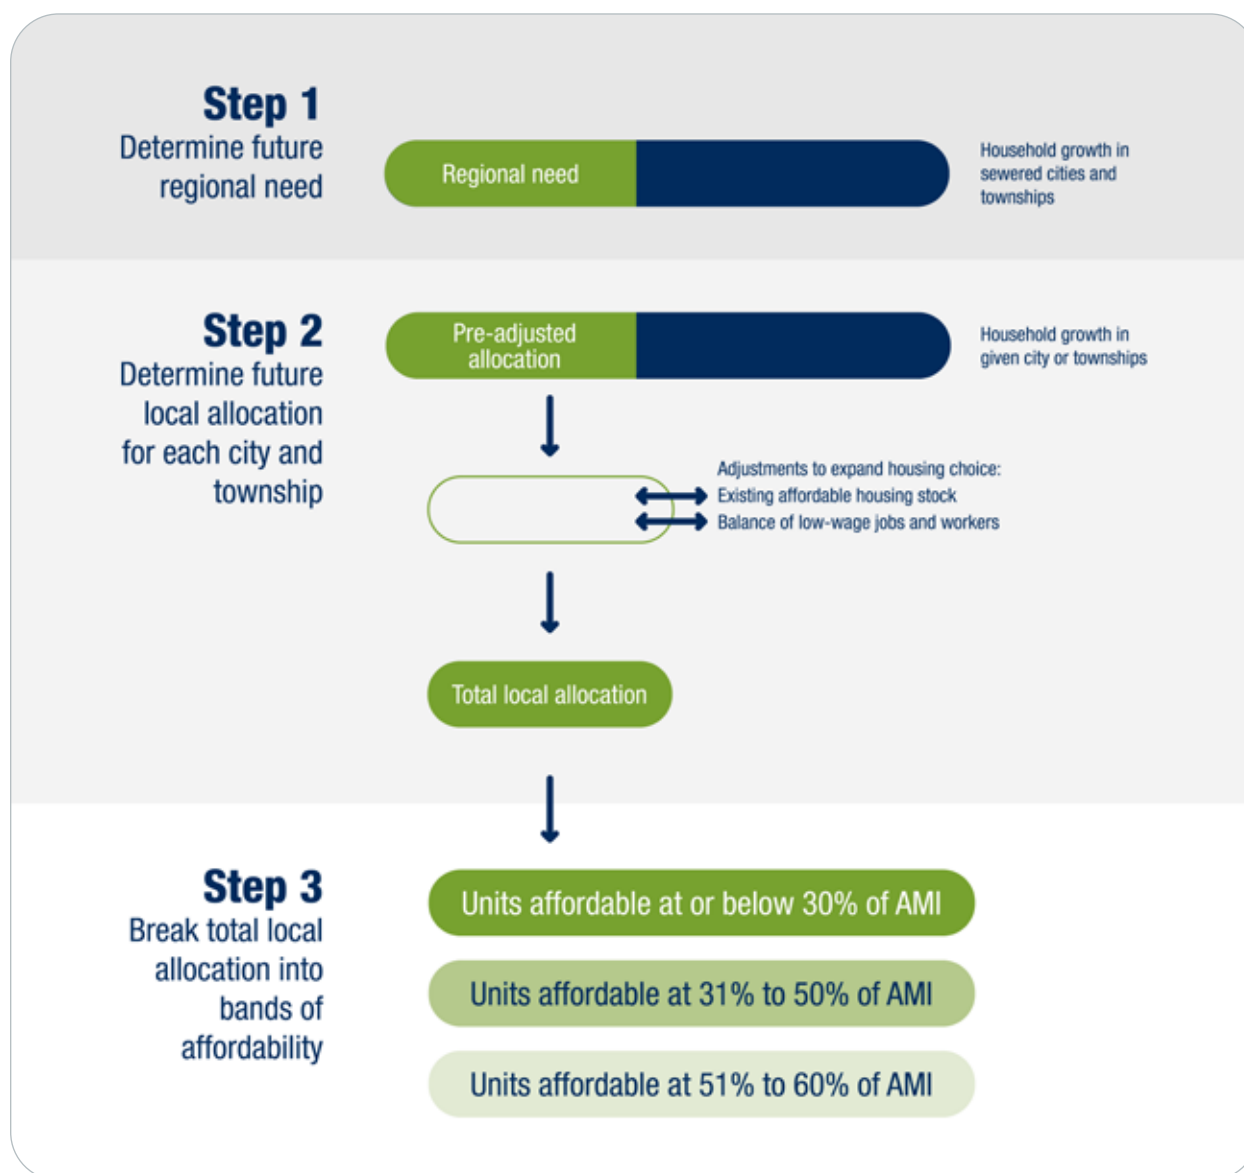 Step 1
Determine future
regional need
Regional need
Household growth in
sewered cities and
townships
Step 2
Determine future
local allocation
for each city and
township
Pre-adjusted
allocation
Household growth in
given city or townships
Adjustments to expand housing choice:
Existing affordable housing stock
Balance of low-wage jobs and workers
Total local allocation
Step 3
Break total local
allocation into
bands of
affordability
Units affordable at or below 30% of AMI
Units affordable at 31% to 50% of AMI
Units affordable at 51% to 60% of AMI